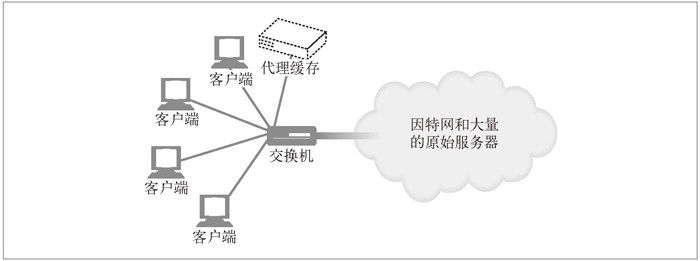 客户端
代理缓存
客户端
客户端
客户端
交换机
因特网和大量
的原始服务器